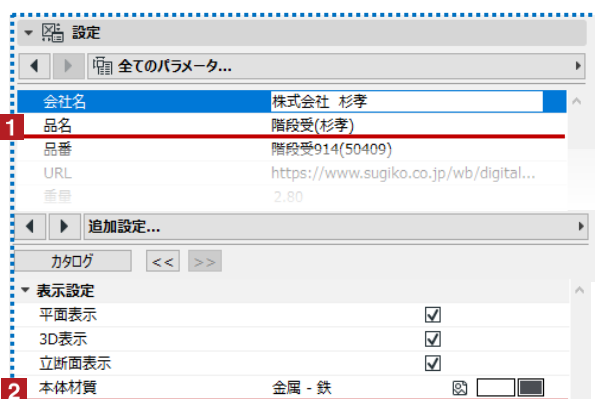 設定
全てのパラメータ...
会社名 株式会社 杉孝
1
品名 階段受(杉孝)
品番 階段受914(50409)
URL https://www.sugiko.co.jp/wb/digital...
重量 2.80
追加設定...
カタログ << >>
表示設定
平面表示
3D表示
立断面表示
2
本体材質 金属 - 鉄